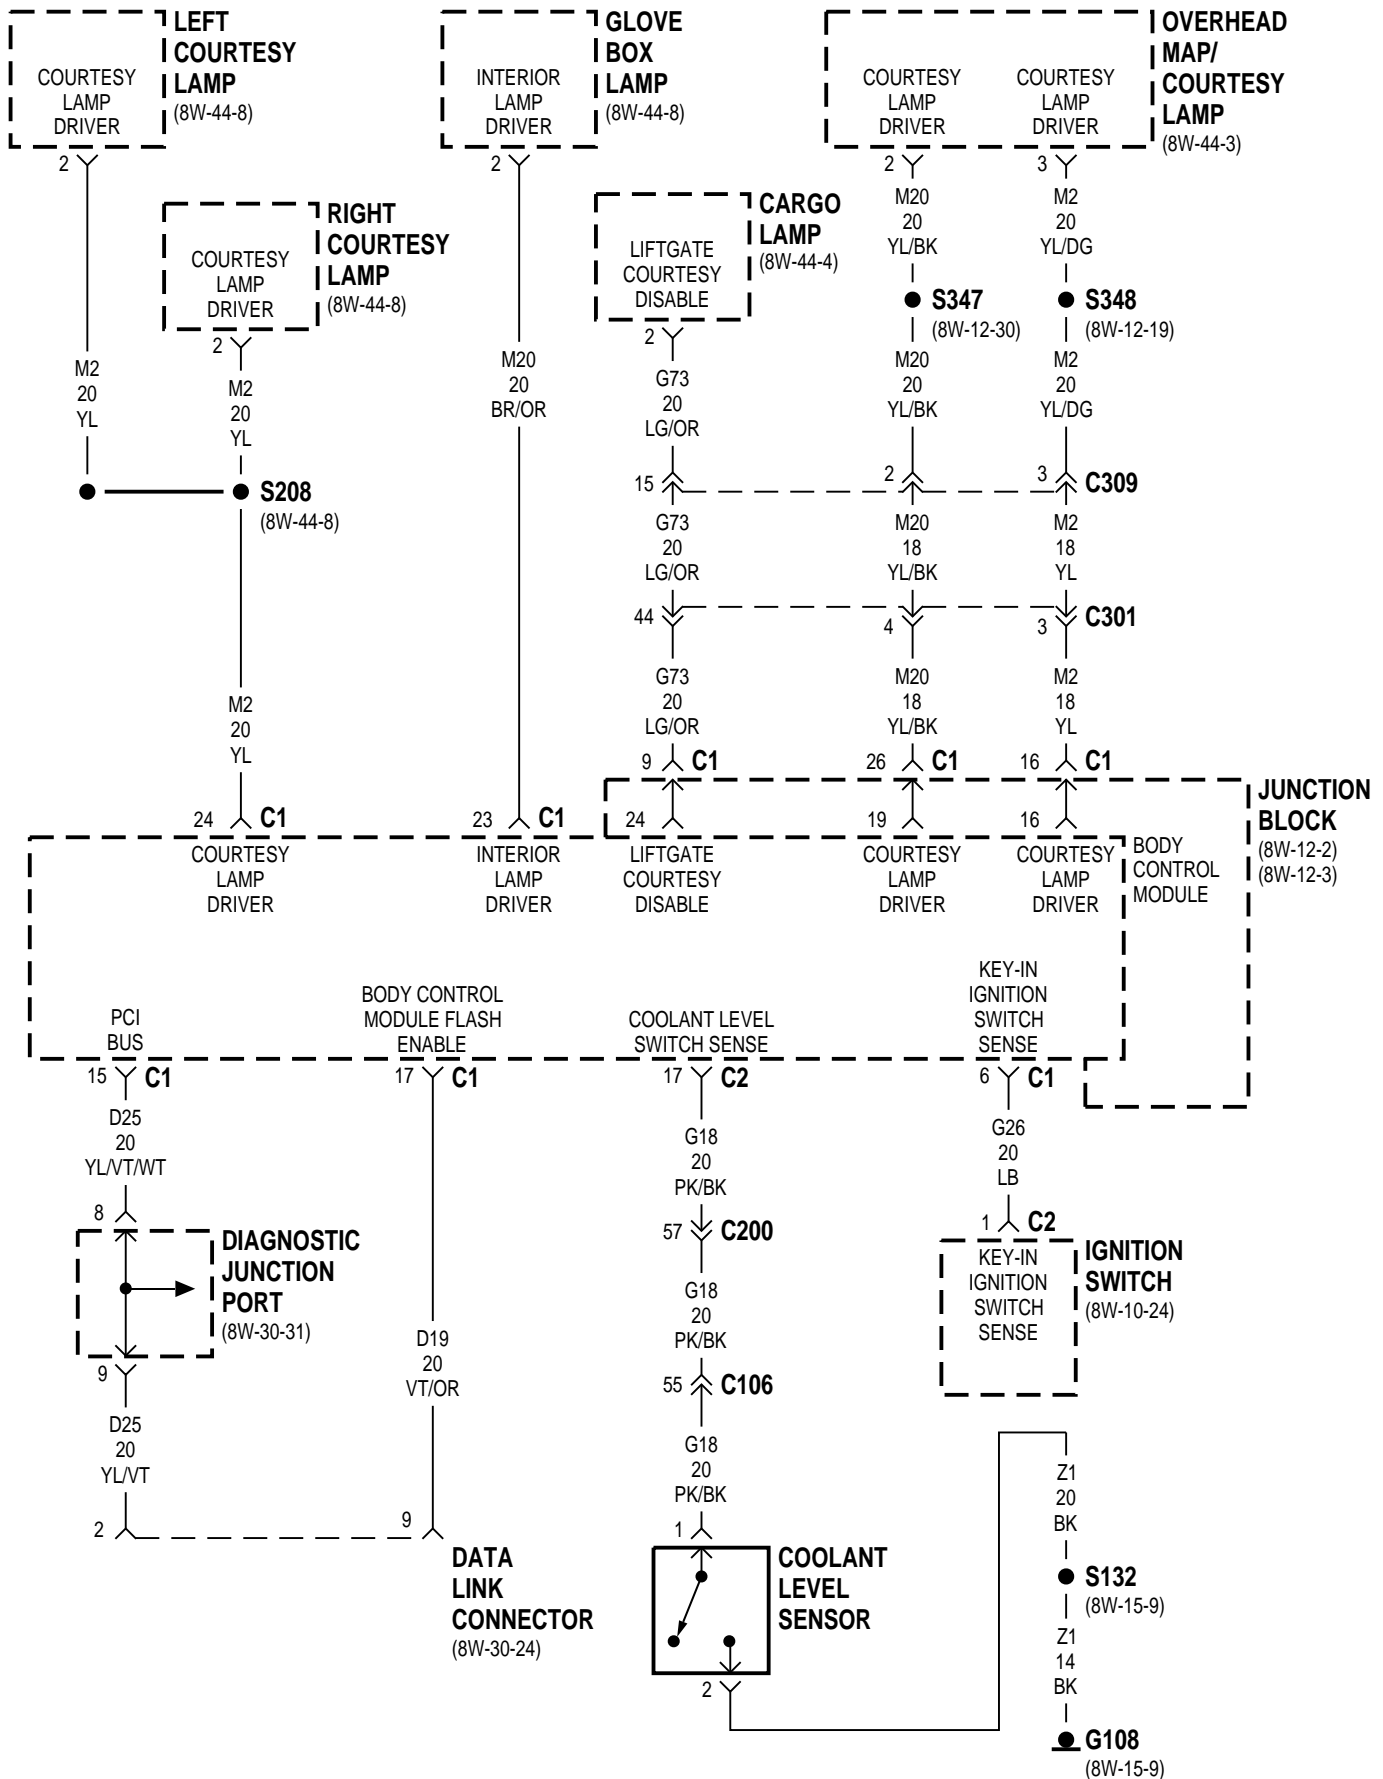 LEFT
COURTESY
LAMP
(8W-44-8)
COURTESY
LAMP
DRIVER
2
GLOVE
BOX
LAMP
(8W-44-8)
INTERIOR
LAMP
DRIVER
2
OVERHEAD
MAP/
COURTESY
LAMP
(8W-44-3)
COURTESY
LAMP
DRIVER
2
COURTESY
LAMP
DRIVER
3
RIGHT
COURTESY
LAMP
(8W-44-8)
COURTESY
LAMP
DRIVER
2
CARGO
LAMP
(8W-44-4)
LIFTGATE
COURTESY
DISABLE
2
M20
20
YL/BK
M2
20
YL/DG
S347
(8W-12-30)
S348
(8W-12-19)
M2
20
YL
M2
20
YL
M20
20
BR/OR
G73
20
LG/OR
M20
20
YL/BK
M2
20
YL/DG
S208
(8W-44-8)
15
2
3
C309
G73
20
LG/OR
M20
18
YL/BK
M2
18
YL
44
4
3
C301
M2
20
YL
G73
20
LG/OR
M20
18
YL/BK
M2
18
YL
9 C1
26 C1
16 C1
JUNCTION
BLOCK
(8W-12-2)
(8W-12-3)
24 C1
23 C1
24
19
16
COURTESY
LAMP
DRIVER
INTERIOR
LAMP
DRIVER
LIFTGATE
COURTESY
DISABLE
COURTESY
LAMP
DRIVER
COURTESY
LAMP
DRIVER
BODY
CONTROL
MODULE
PCI
BUS
BODY CONTROL
MODULE FLASH
ENABLE
COOLANT LEVEL
SWITCH SENSE
KEY-IN
IGNITION
SWITCH
SENSE
15 C1
17 C1
17 C2
6 C1
D25
20
YL/VT/WT
G18
20
PK/BK
G26
20
LB
8
57 C200
1 C2
DIAGNOSTIC
JUNCTION
PORT
(8W-30-31)
KEY-IN
IGNITION
SWITCH
SENSE
IGNITION
SWITCH
(8W-10-24)
9
D19
20
VT/OR
G18
20
PK/BK
55 C106
D25
20
YL/VT
G18
20
PK/BK
Z1
20
BK
2
9
1
DATA
LINK
CONNECTOR
(8W-30-24)
COOLANT
LEVEL
SENSOR
S132
(8W-15-9)
Z1
14
BK
2
G108
(8W-15-9)